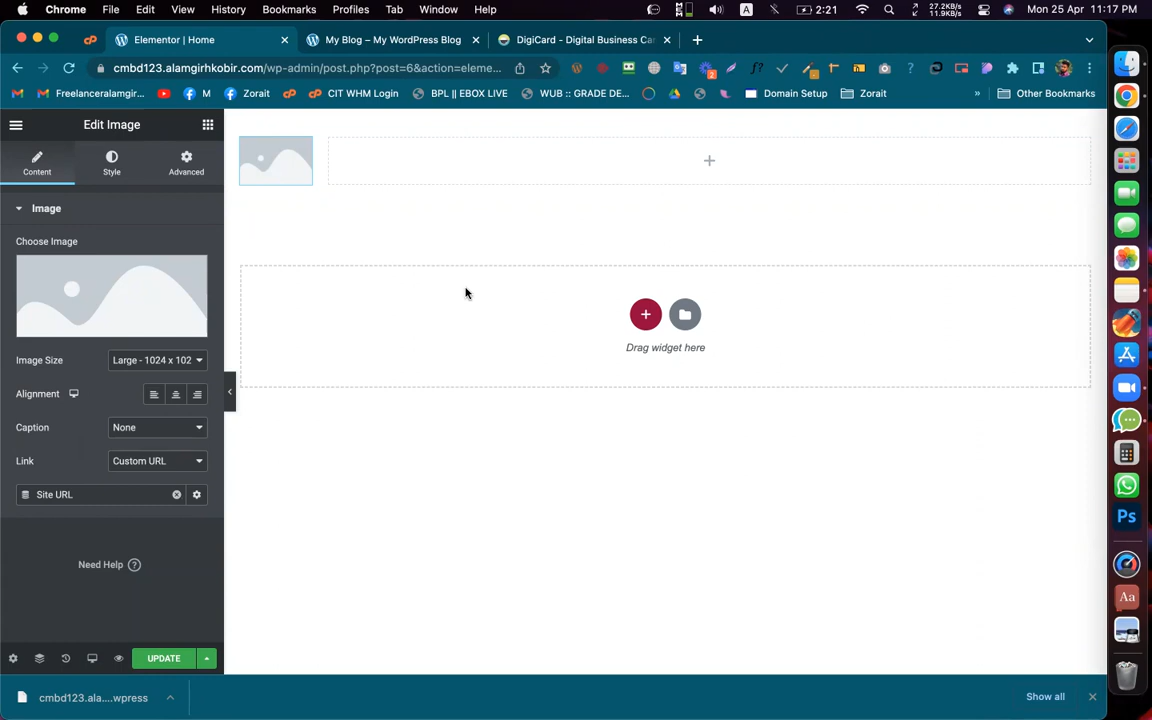 Chrome File Edit View History Bookmarks Profiles Tab Window Help A 2:21 27.2KB/s 11.9KB/s Mon 25 Apr 11:17 PM
Elementor | Home My Blog – My WordPress Blog DigiCard - Digital Business Ca
cmbd123.alamgirhkobir.com/wp-admin/post.php?post=6&action=eleme...
Freelanceralamgir... M Zorait CIT WHM Login BPL || EBOX LIVE WUB :: GRADE DE... Domain Setup Zorait » Other Bookmarks
Edit Image
Content Style Advanced
Image
Choose Image
Image Size Large - 1024 x 102
Alignment
Caption None
Link Custom URL
Site URL
Need Help ?
Drag widget here
UPDATE
cmbd123.ala....wpress Show all
Ps
Aa